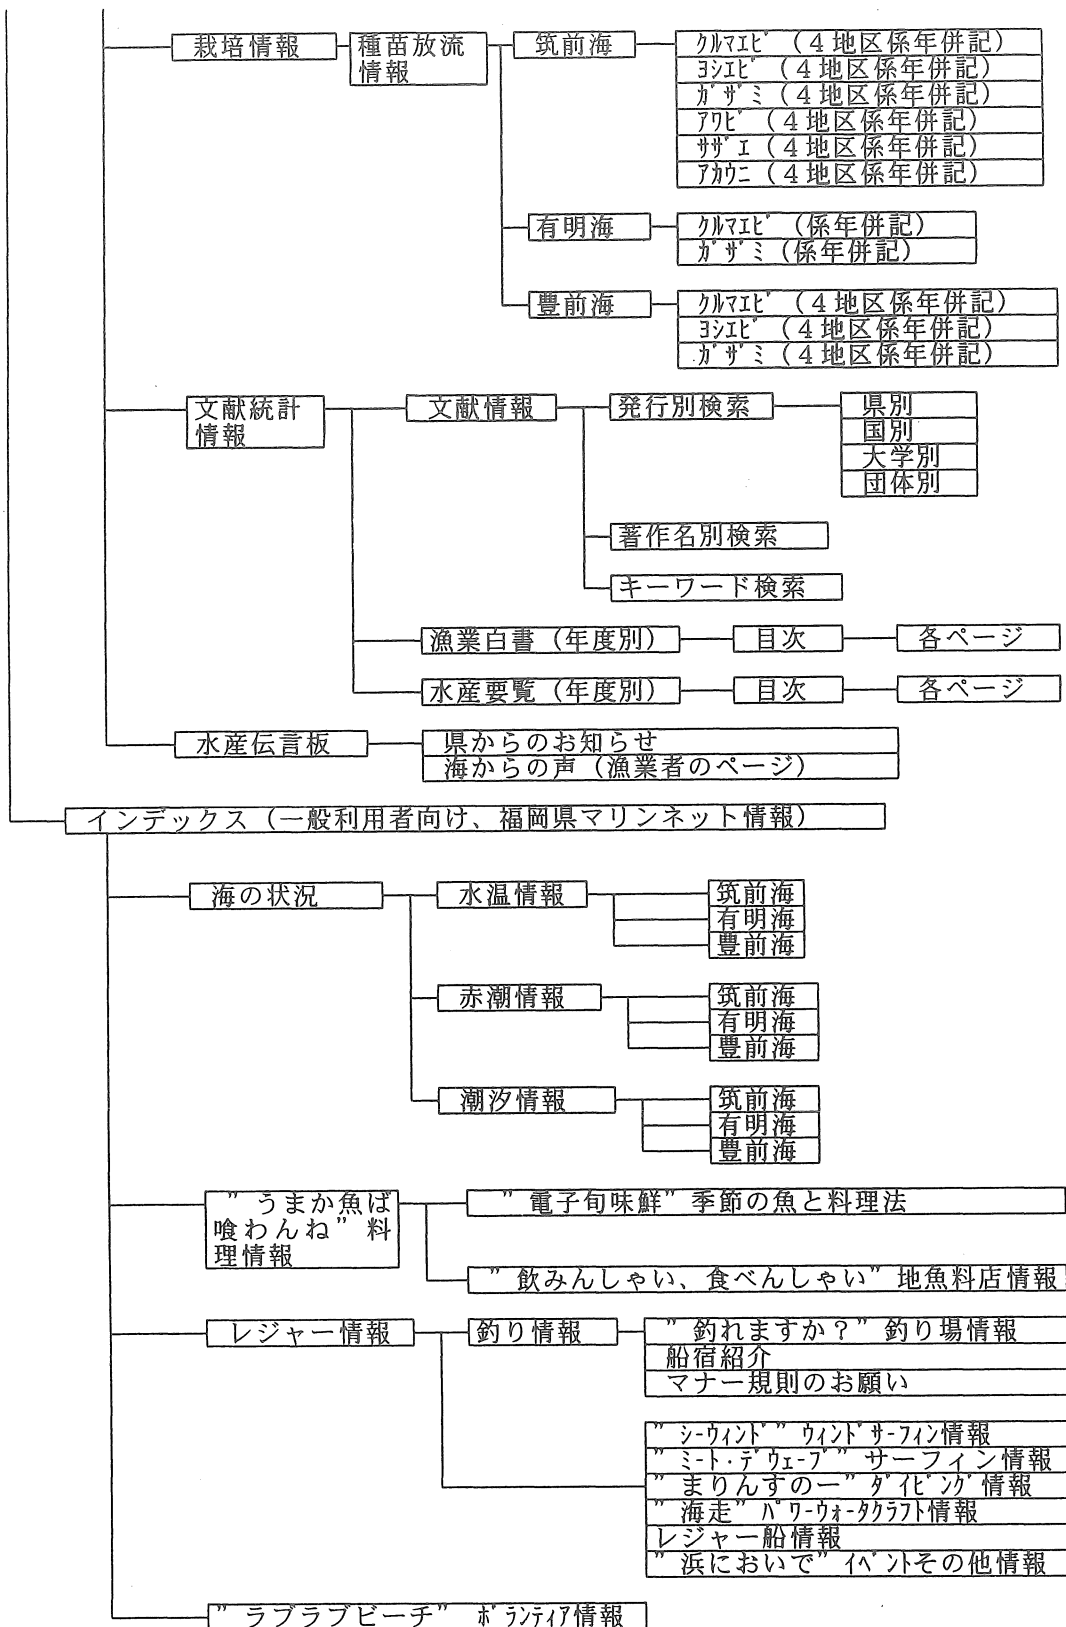 栽培情報
種苗放流
情報
筑前海
クルマエビ（４地区係年併記）
ヨシエビ（４地区係年併記）
ガザミ（４地区係年併記）
アワビ（４地区係年併記）
サザエ（４地区係年併記）
アカウニ（４地区係年併記）
有明海
クルマエビ（係年併記）
ガザミ（係年併記）
豊前海
クルマエビ（４地区係年併記）
ヨシエビ（４地区係年併記）
ガザミ（４地区係年併記）
文献統計
情報
文献情報
発行別検索
県別
国別
大学別
団体別
著作名別検索
キーワード検索
漁業白書（年度別）
目次
各ページ
水産要覧（年度別）
目次
各ページ
水産伝言板
県からのお知らせ
海からの声（漁業者のページ）
インデックス（一般利用者向け、福岡県マリンネット情報）
海の状況
水温情報
筑前海
有明海
豊前海
赤潮情報
筑前海
有明海
豊前海
潮汐情報
筑前海
有明海
豊前海
”うまか魚ば
喰わんね”料
理情報
”電子旬味鮮”季節の魚と料理法
”飲みんしゃい、食べんしゃい”地魚料店情報
レジャー情報
釣り情報
”釣れますか？”釣り場情報
船宿紹介
マナー規則のお願い
”シーウィンド”ウィンドサーフィン情報
”ミート・デウェーブ”サーフィン情報
”まりんすのー”ダイビング情報
”海走”パワーウォータクラフト情報
レジャー船情報
”浜においで”イベントその他情報
”ラブラブビーチ”ボランティア情報